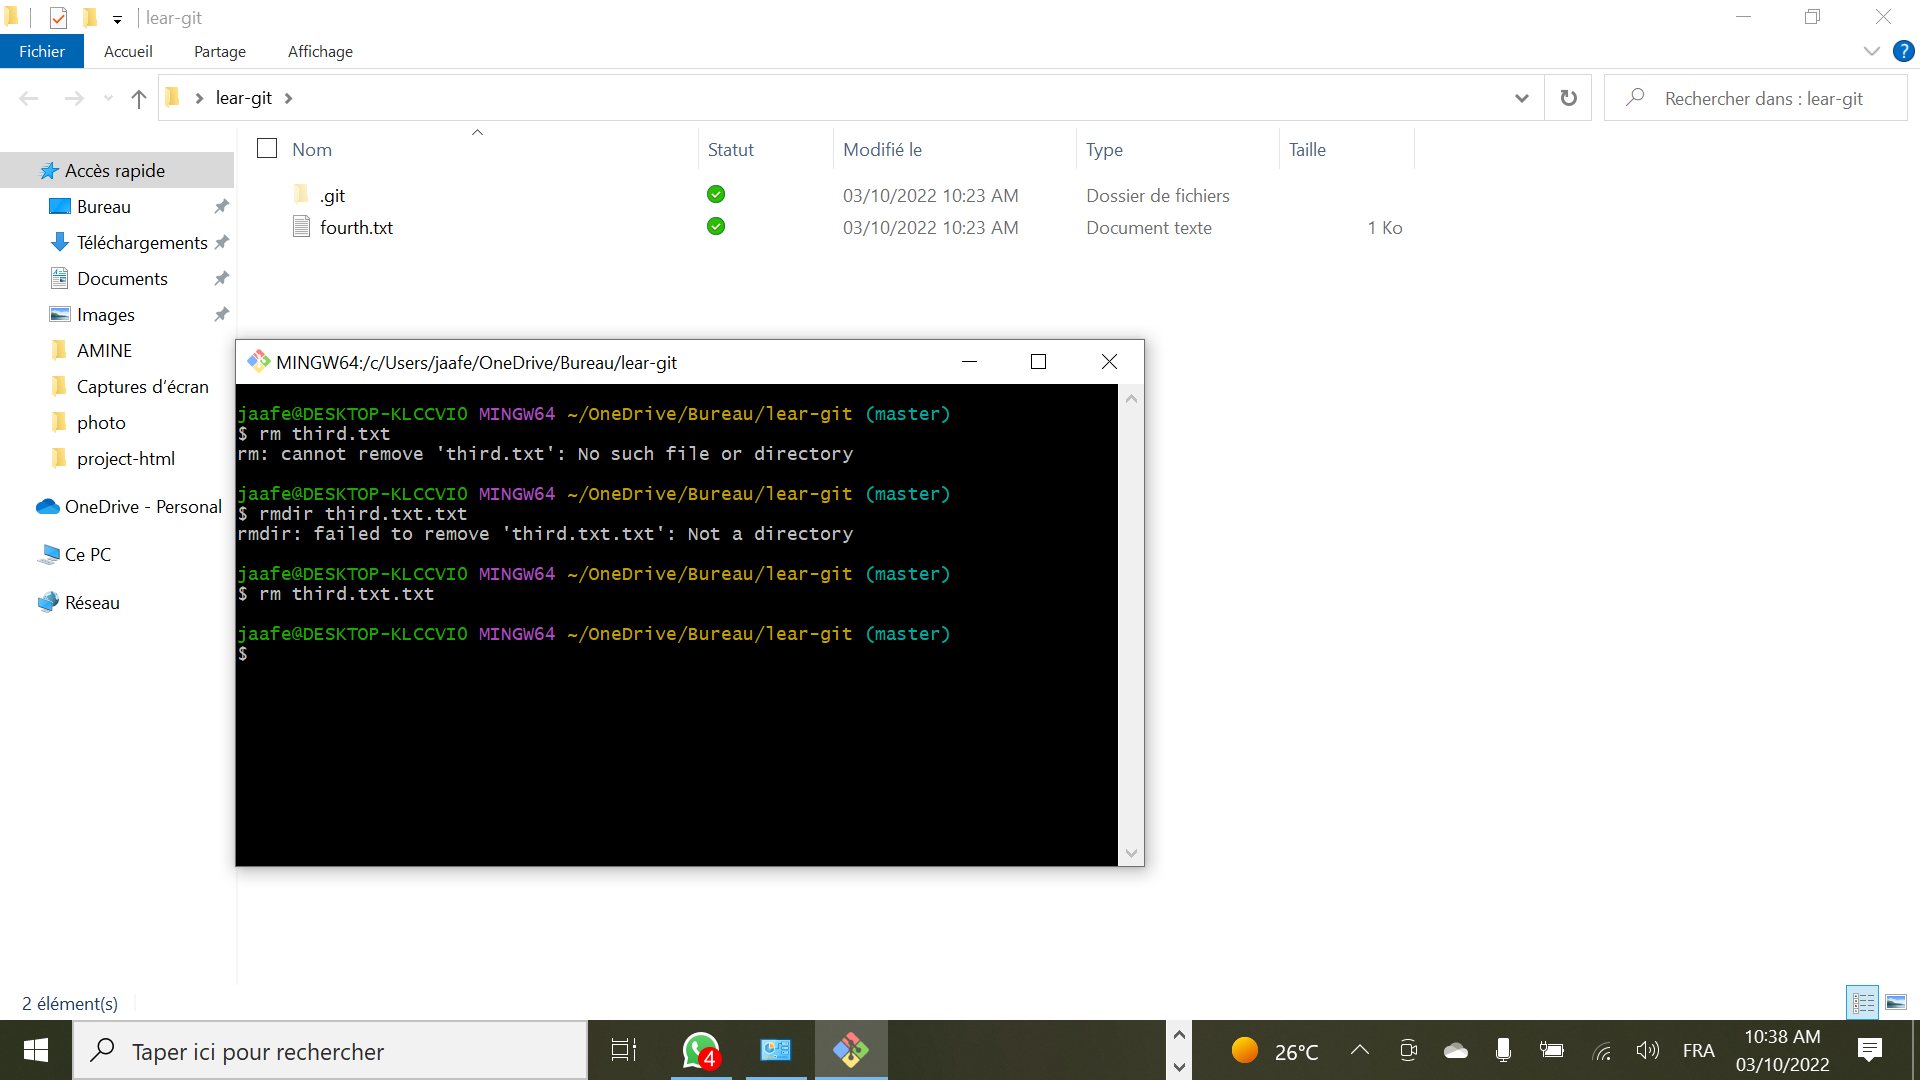 lear-git
Fichier Accueil Partage Affichage
lear-git
Rechercher dans : lear-git
Nom Statut Modifié le Type Taille
.git 03/10/2022 10:23 AM Dossier de fichiers
fourth.txt 03/10/2022 10:23 AM Document texte 1 Ko
Accès rapide
Bureau
Téléchargements
Documents
Images
AMINE
Captures d'écran
photo
project-html
OneDrive - Personal
Ce PC
Réseau
MINGW64:/c/Users/jaafe/OneDrive/Bureau/lear-git
jaafe@DESKTOP-KLCCVI0 MINGW64 ~/OneDrive/Bureau/lear-git (master)
$ rm third.txt
rm: cannot remove 'third.txt': No such file or directory
jaafe@DESKTOP-KLCCVI0 MINGW64 ~/OneDrive/Bureau/lear-git (master)
$ rmdir third.txt.txt
rmdir: failed to remove 'third.txt.txt': Not a directory
jaafe@DESKTOP-KLCCVI0 MINGW64 ~/OneDrive/Bureau/lear-git (master)
$ rm third.txt.txt
jaafe@DESKTOP-KLCCVI0 MINGW64 ~/OneDrive/Bureau/lear-git (master)
$
2 élément(s)
Taper ici pour rechercher
4
26°C
FRA
10:38 AM
03/10/2022